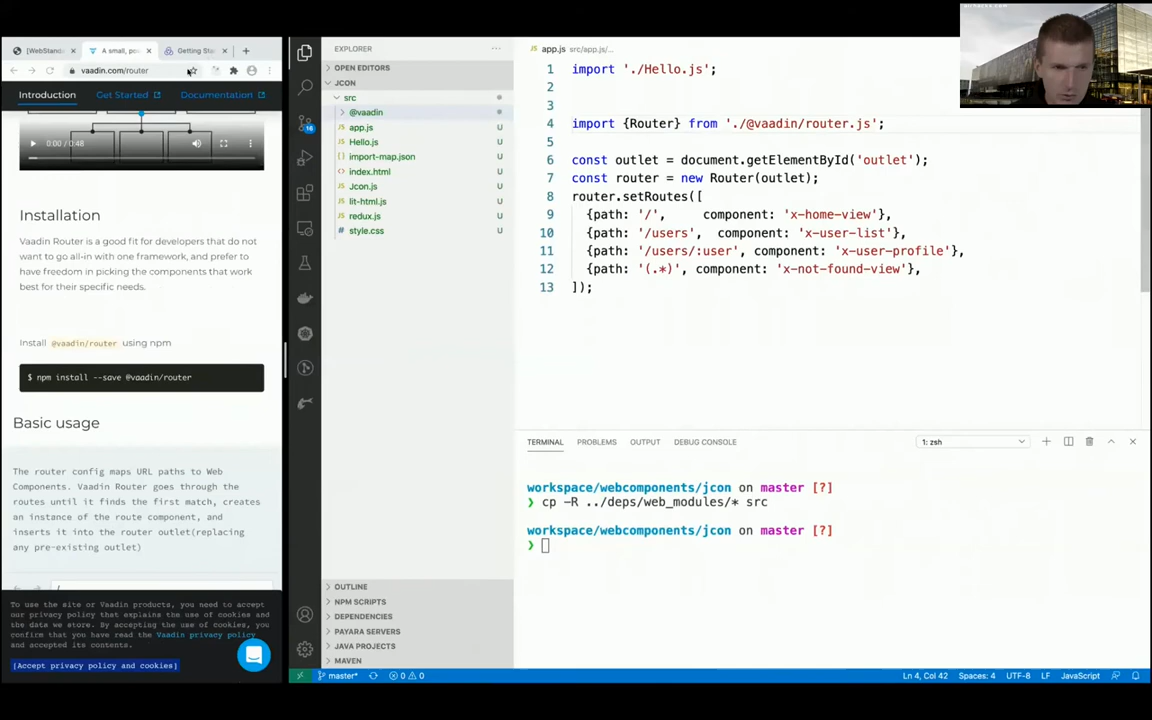 [WebStand
A small, po
Getting Sta
vaadin.com/router
Introduction
Get Started
Documentation
0:00 / 0:48
Installation
Vaadin Router is a good fit for developers that do not
want to go all-in with one framework, and prefer to
have freedom in picking the components that work
best for their specific needs.
Install @vaadin/router using npm
$ npm install --save @vaadin/router
Basic usage
The router config maps URL paths to Web
Components. Vaadin Router goes through the
routes until it finds the first match, creates
an instance of the route component, and
inserts it into the router outlet(replacing
any pre-existing outlet)
/
To use the site or Vaadin products, you need to accept
our privacy policy that explains the use of cookies and
the data we store. By accepting the use of cookies, you
confirm that you have read the Vaadin privacy policy
and accepted its contents.
[Accept privacy policy and cookies]
16
EXPLORER
OPEN EDITORS
JCON
src
@vaadin
app.js U
Hello.js U
import-map.json U
index.html U
Jcon.js U
lit-html.js U
redux.js U
style.css U
OUTLINE
NPM SCRIPTS
DEPENDENCIES
PAYARA SERVERS
JAVA PROJECTS
MAVEN
app.js src/app.js/...
1 import './Hello.js';
2
3
4 import {Router} from './@vaadin/router.js';
5
6 const outlet = document.getElementById('outlet');
7 const router = new Router(outlet);
8 router.setRoutes([
9 {path: '/', component: 'x-home-view'},
10 {path: '/users', component: 'x-user-list'},
11 {path: '/users/:user', component: 'x-user-profile'},
12 {path: '(.*)', component: 'x-not-found-view'},
13 ]);
TERMINAL PROBLEMS OUTPUT DEBUG CONSOLE
1: zsh
workspace/webcomponents/jcon on master [?]
❯ cp -R ../deps/web_modules/* src
workspace/webcomponents/jcon on master [?]
❯
master*
0 0
Ln 4, Col 42 Spaces: 4 UTF-8 LF JavaScript